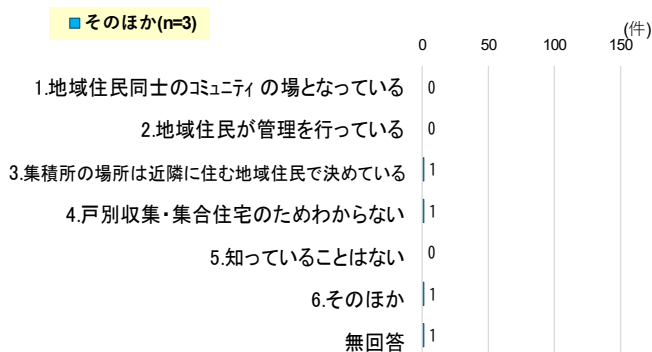 ■そのほか(n=3)
(件)
0 50 100 150
1.地域住民同士のｺﾐｭﾆﾃｨ の場となっている 0
2.地域住民が管理を行っている 0
3.集積所の場所は近隣に住む地域住民で決めている 1
4.戸別収集・集合住宅のためわからない 1
5.知っていることはない 0
6.そのほか 1
無回答 1